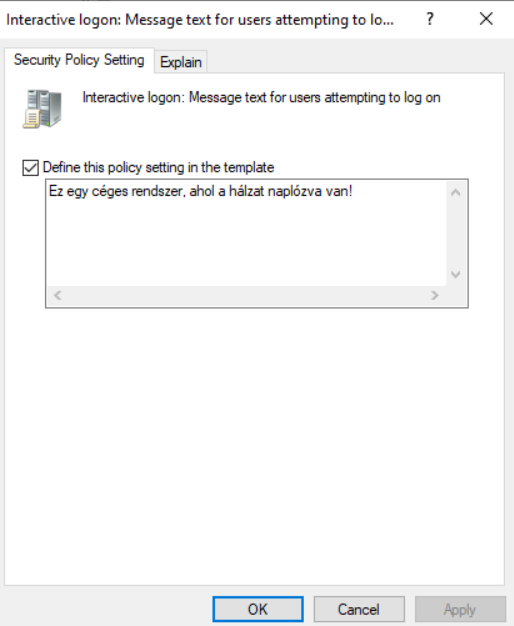 Interactive logon: Message text for users attempting to lo...
?
Security Policy Setting
Explain
Interactive logon: Message text for users attempting to log on
Define this policy setting in the template
Ez egy céges rendszer, ahol a hálzat naplózva van!
OK
Cancel
Apply